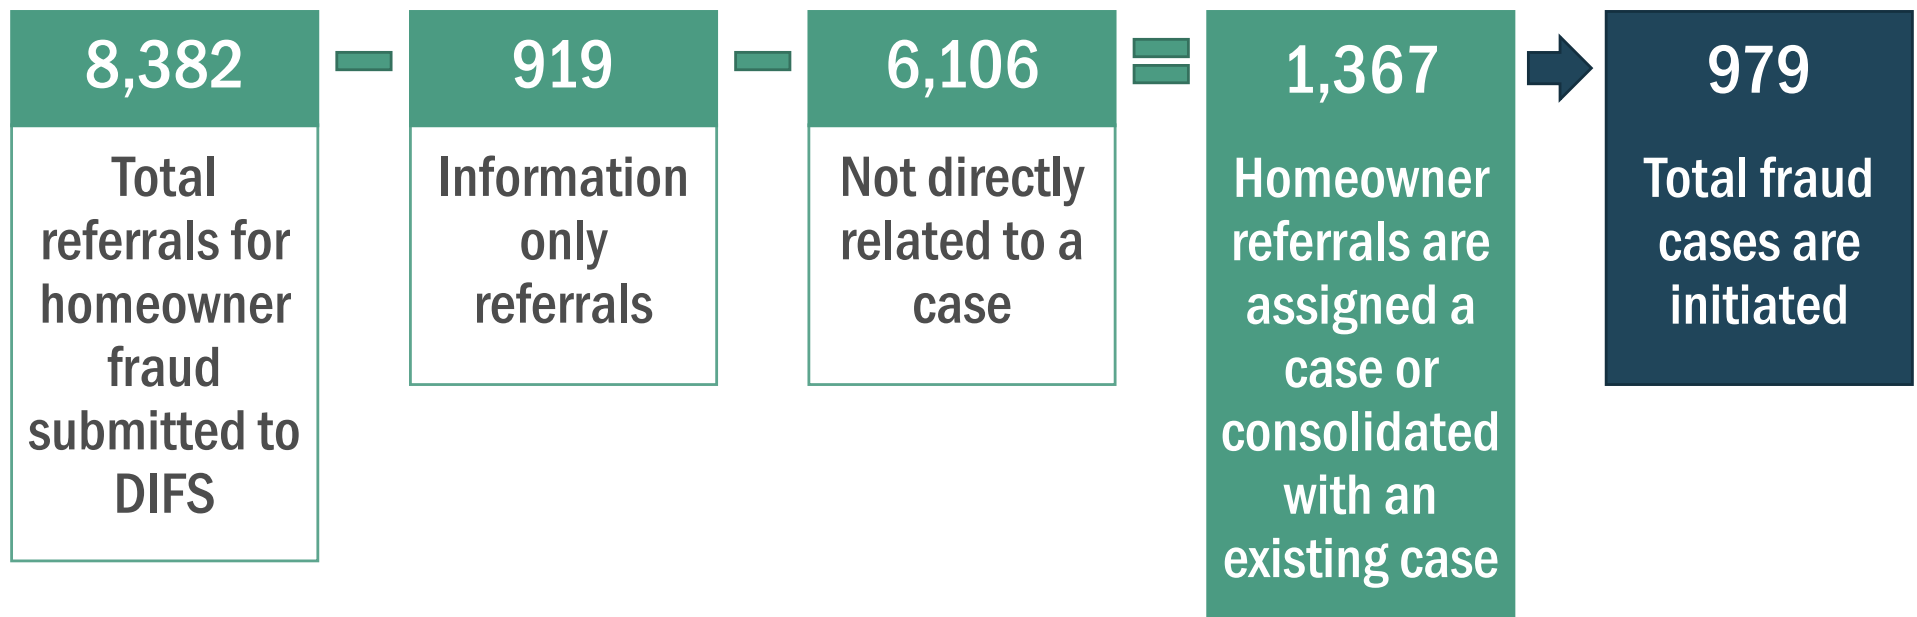 8,382
Total
referrals for
homeowner
fraud
submitted to
DIFS
919
Information
only
referrals
6,106
Not directly
related to a
case
1,367
Homeowner
referrals are
assigned a
case or
consolidated
with an
existing case
979
Total fraud
cases are
initiated